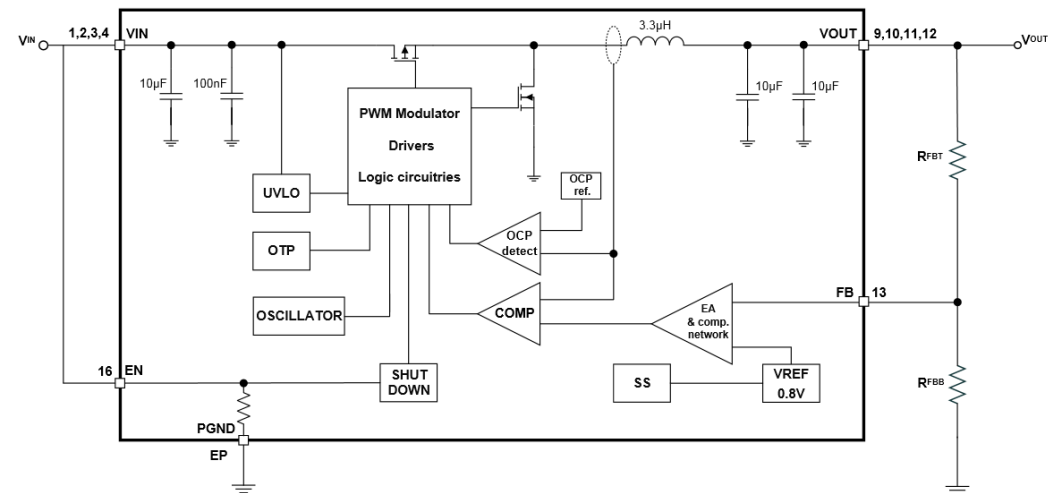 3.3µH
1,2,3,4
VIN
VOUT
9,10,11,12
VIN
VOUT
10µF
100nF
10µF
10µF
PWM Modulator
Drivers
Logic circuitries
RFBT
UVLO
OCP
ref.
OTP
OCP
detect
FB
13
OSCILLATOR
COMP
EA
& comp.
network
16
EN
SHUT
DOWN
SS
VREF
0.8V
RFBB
PGND
EP